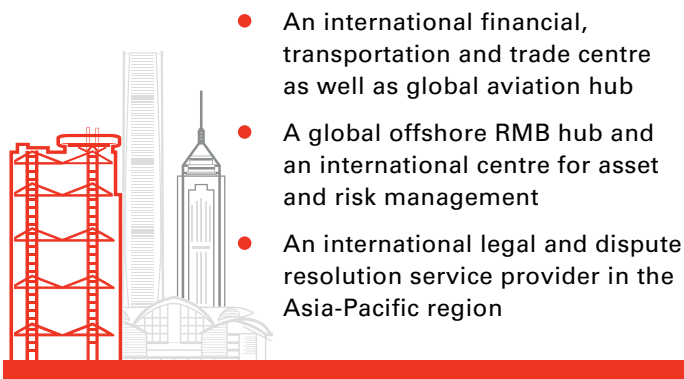 An international financial,
transportation and trade centre
as well as global aviation hub
A global offshore RMB hub and
an international centre for asset
and risk management
An international legal and dispute
resolution service provider in the
Asia-Pacific region